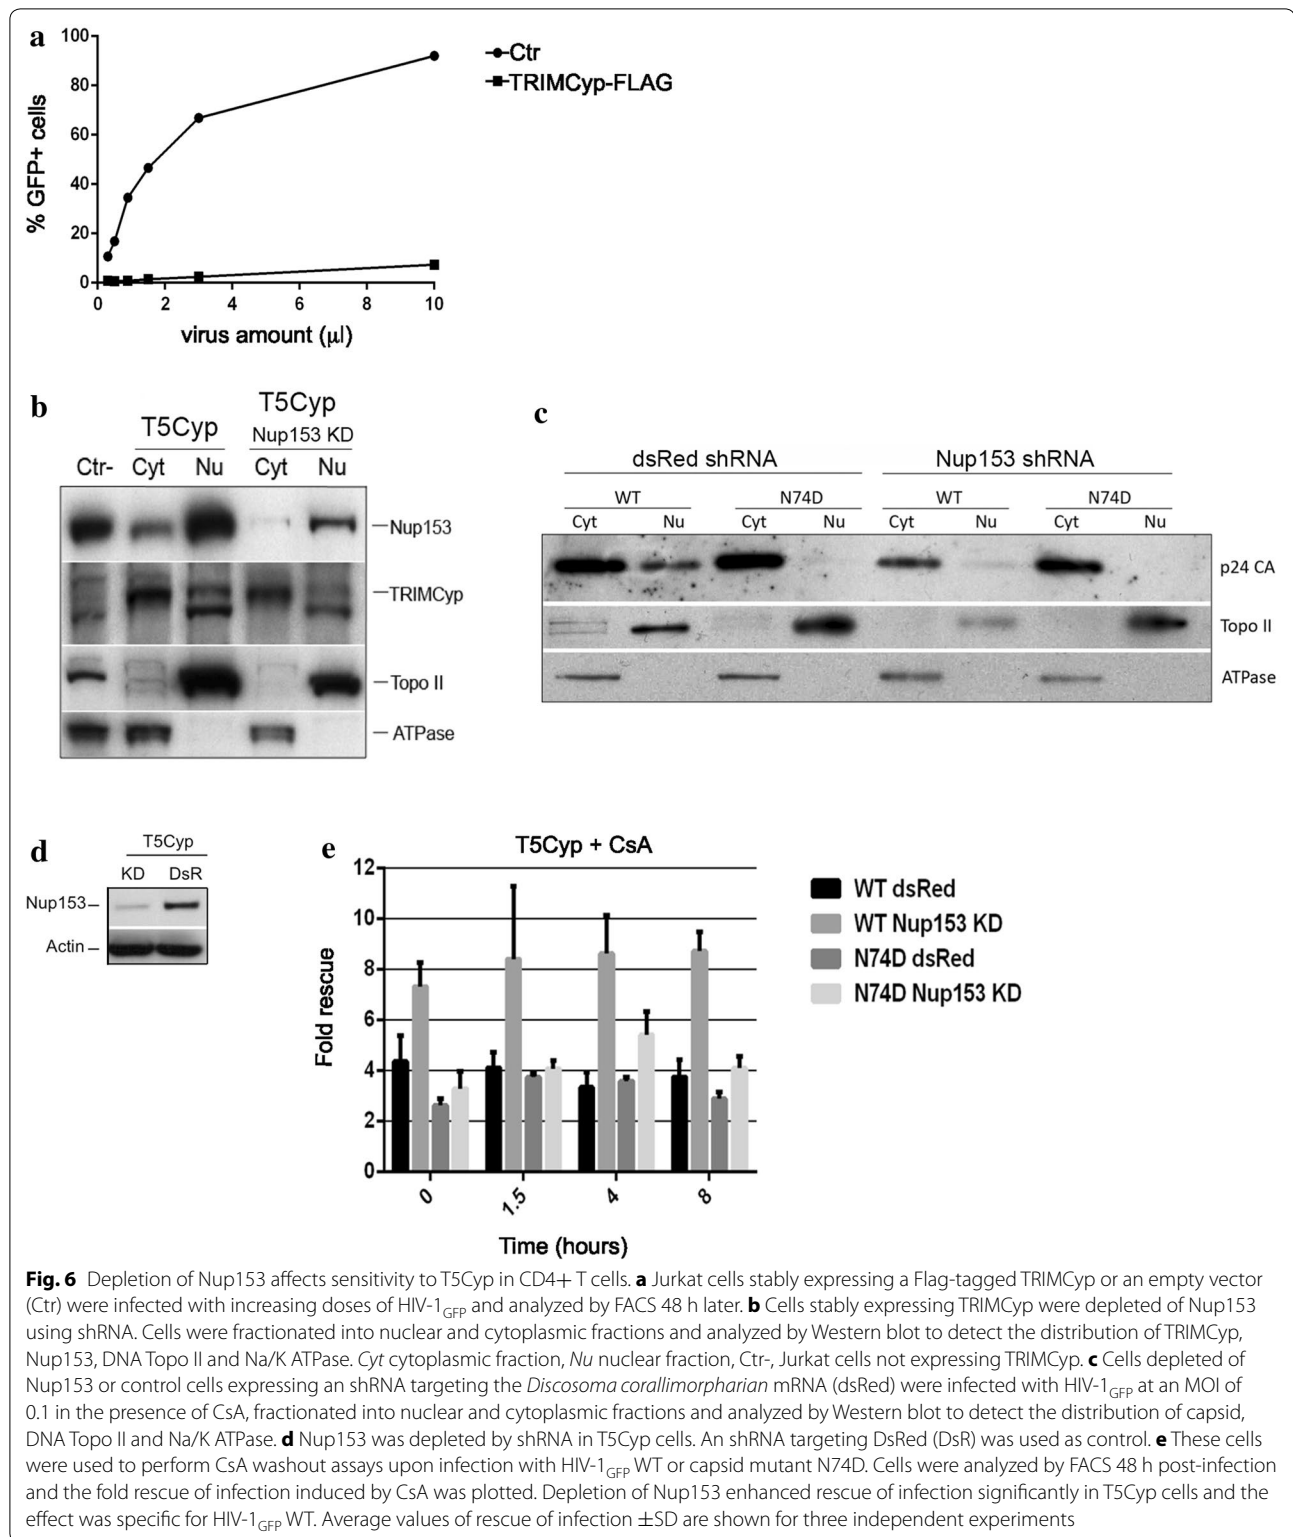 a
100
80
60
40
20
0
% GFP+ cells
0 2 4 6 8 10
virus amount (μl)
Ctr
TRIMCyp-FLAG
b
T5Cyp
T5Cyp
Nup153 KD
Ctr- Cyt Nu Cyt Nu
Nup153
TRIMCyp
Topo II
ATPase
c
dsRed shRNA Nup153 shRNA
WT N74D WT N74D
Cyt Nu Cyt Nu Cyt Nu Cyt Nu
p24 CA
Topo II
ATPase
d
T5Cyp
KD DsR
Nup153
Actin
e
T5Cyp + CsA
12
10
8
6
4
2
0
Fold rescue
0 1.5 4 8
Time (hours)
WT dsRed
WT Nup153 KD
N74D dsRed
N74D Nup153 KD
Fig. 6 Depletion of Nup153 affects sensitivity to T5Cyp in CD4+ T cells. a Jurkat cells stably expressing a Flag-tagged TRIMCyp or an empty vector
(Ctr) were infected with increasing doses of HIV-1GFP and analyzed by FACS 48 h later. b Cells stably expressing TRIMCyp were depleted of Nup153
using shRNA. Cells were fractionated into nuclear and cytoplasmic fractions and analyzed by Western blot to detect the distribution of TRIMCyp,
Nup153, DNA Topo II and Na/K ATPase. Cyt cytoplasmic fraction, Nu nuclear fraction, Ctr-, Jurkat cells not expressing TRIMCyp. c Cells depleted of
Nup153 or control cells expressing an shRNA targeting the Discosoma corallimorpharian mRNA (dsRed) were infected with HIV-1GFP at an MOI of
0.1 in the presence of CsA, fractionated into nuclear and cytoplasmic fractions and analyzed by Western blot to detect the distribution of capsid,
DNA Topo II and Na/K ATPase. d Nup153 was depleted by shRNA in T5Cyp cells. An shRNA targeting DsRed (DsR) was used as control. e These cells
were used to perform CsA washout assays upon infection with HIV-1GFP WT or capsid mutant N74D. Cells were analyzed by FACS 48 h post-infection
and the fold rescue of infection induced by CsA was plotted. Depletion of Nup153 enhanced rescue of infection significantly in T5Cyp cells and the
effect was specific for HIV-1GFP WT. Average values of rescue of infection ±SD are shown for three independent experiments